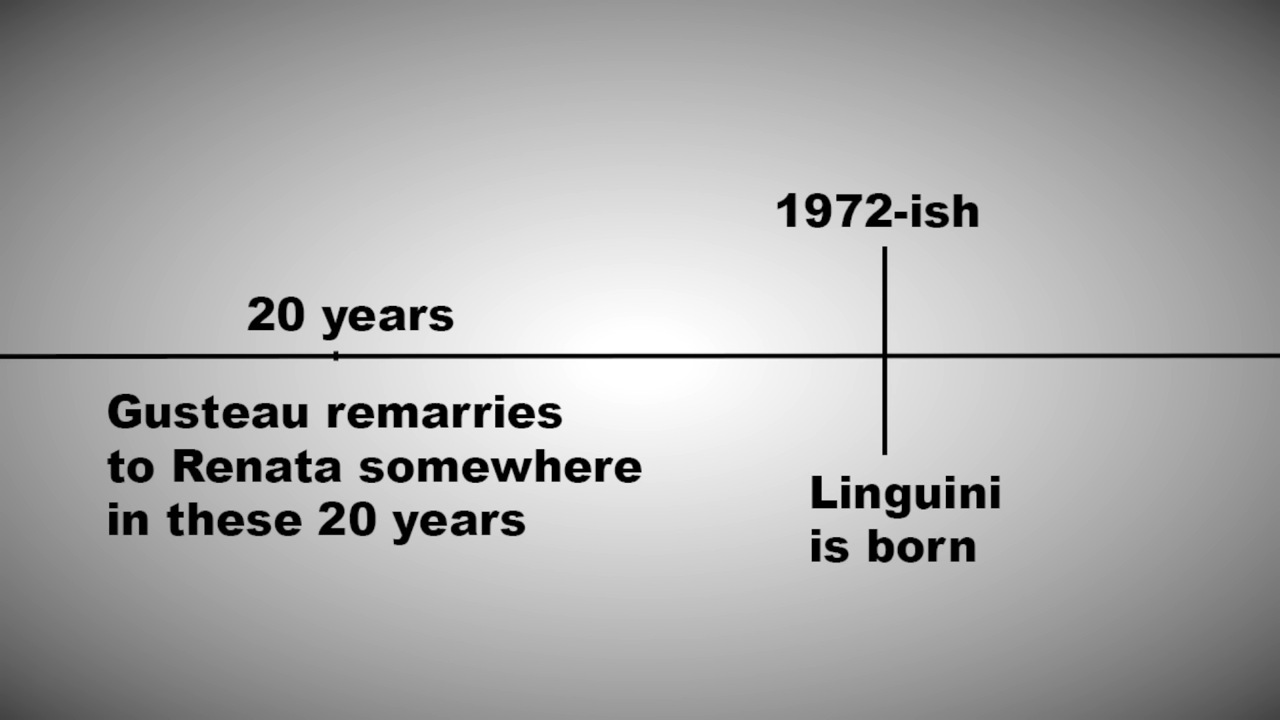 1972-ish
20 years
Gusteau remarries
to Renata somewhere
in these 20 years
Linguini
is born